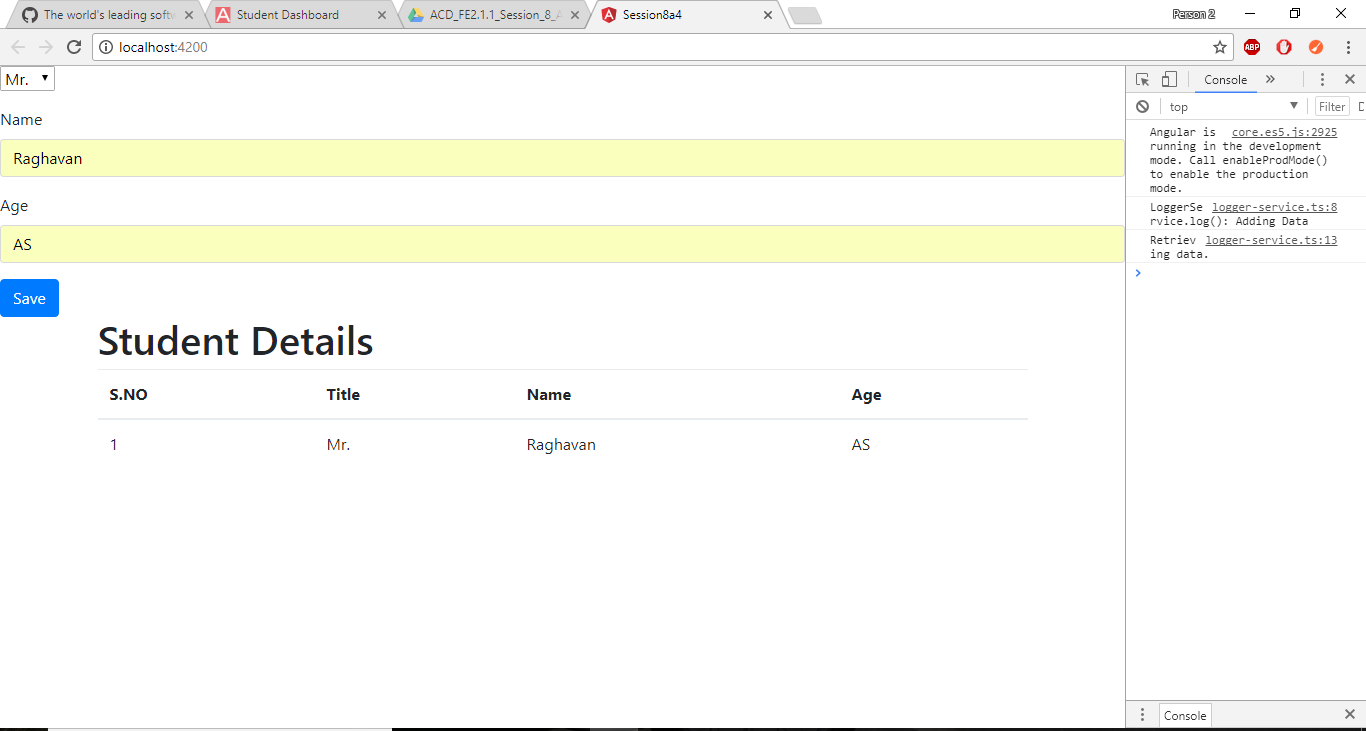 The world's leading softw
Student Dashboard
ACD_FE2.1.1_Session_8_A
Session8a4
Person 2
localhost:4200
ABP
Mr.
Name
Raghavan
Age
AS
Save
Student Details
S.NO Title Name Age
1 Mr. Raghavan AS
Console
top
Filter
Angular is core.es5.js:2925
running in the development
mode. Call enableProdMode()
to enable the production
mode.
LoggerSe logger-service.ts:8
rvice.log(): Adding Data
Retriev logger-service.ts:13
ing data.
Console